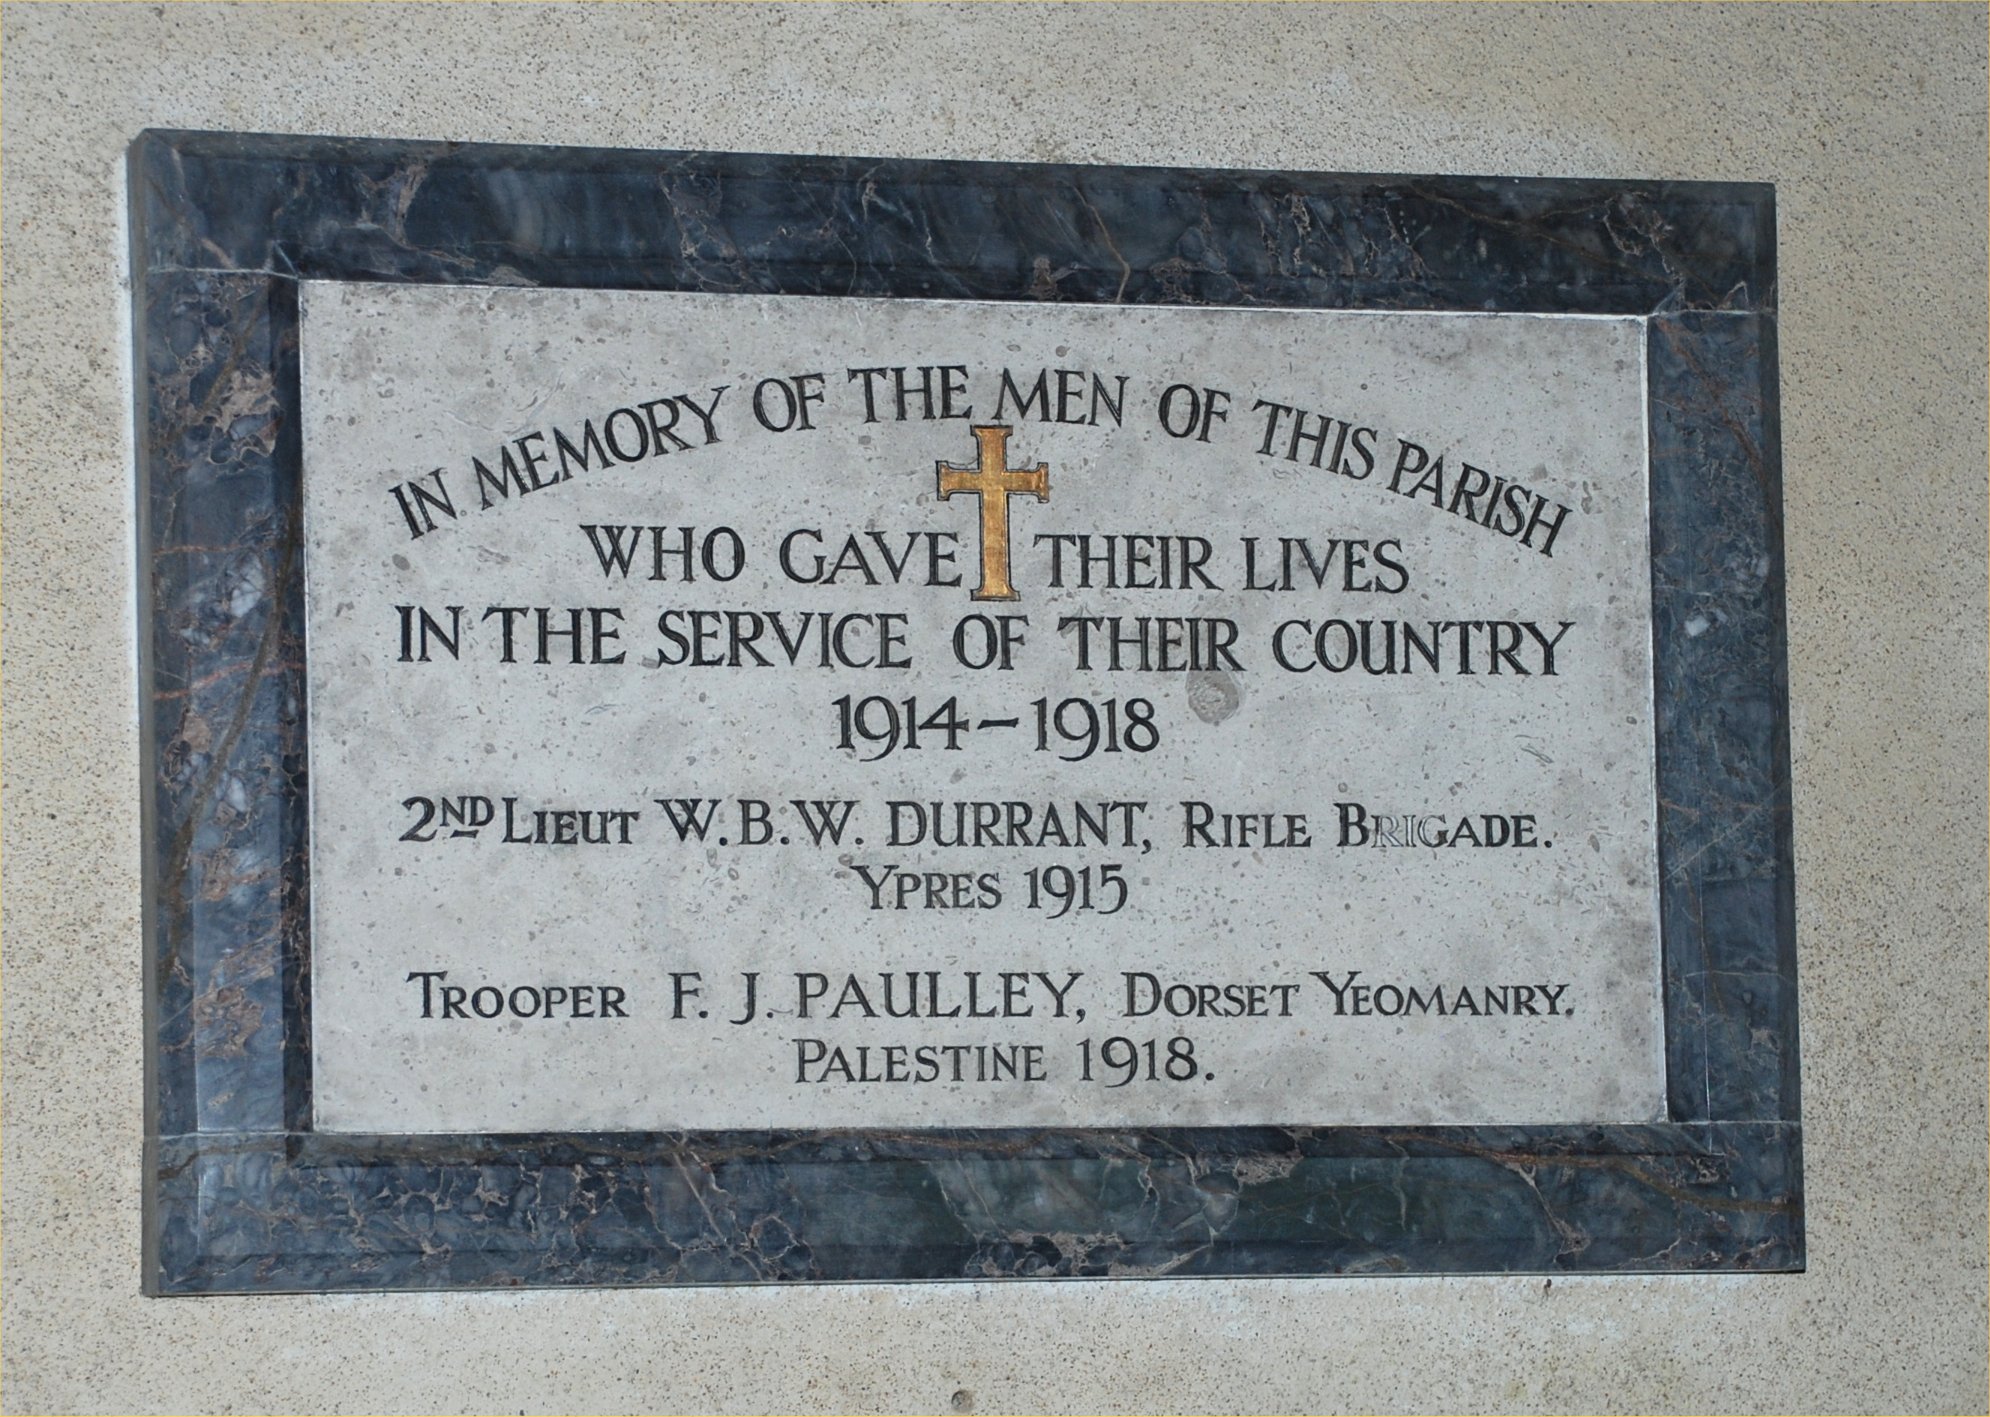 IN MEMORY OF THE MEN OF THIS PARISH
WHO GAVE THEIR LIVES
IN THE SERVICE OF THEIR COUNTRY
1914-1918
2ND LIEUT W.B.W. DURRANT, RIFLE BRIGADE.
YPRES 1915
TROOPER F. J. PAULLEY, DORSET YEOMANRY.
PALESTINE 1918.